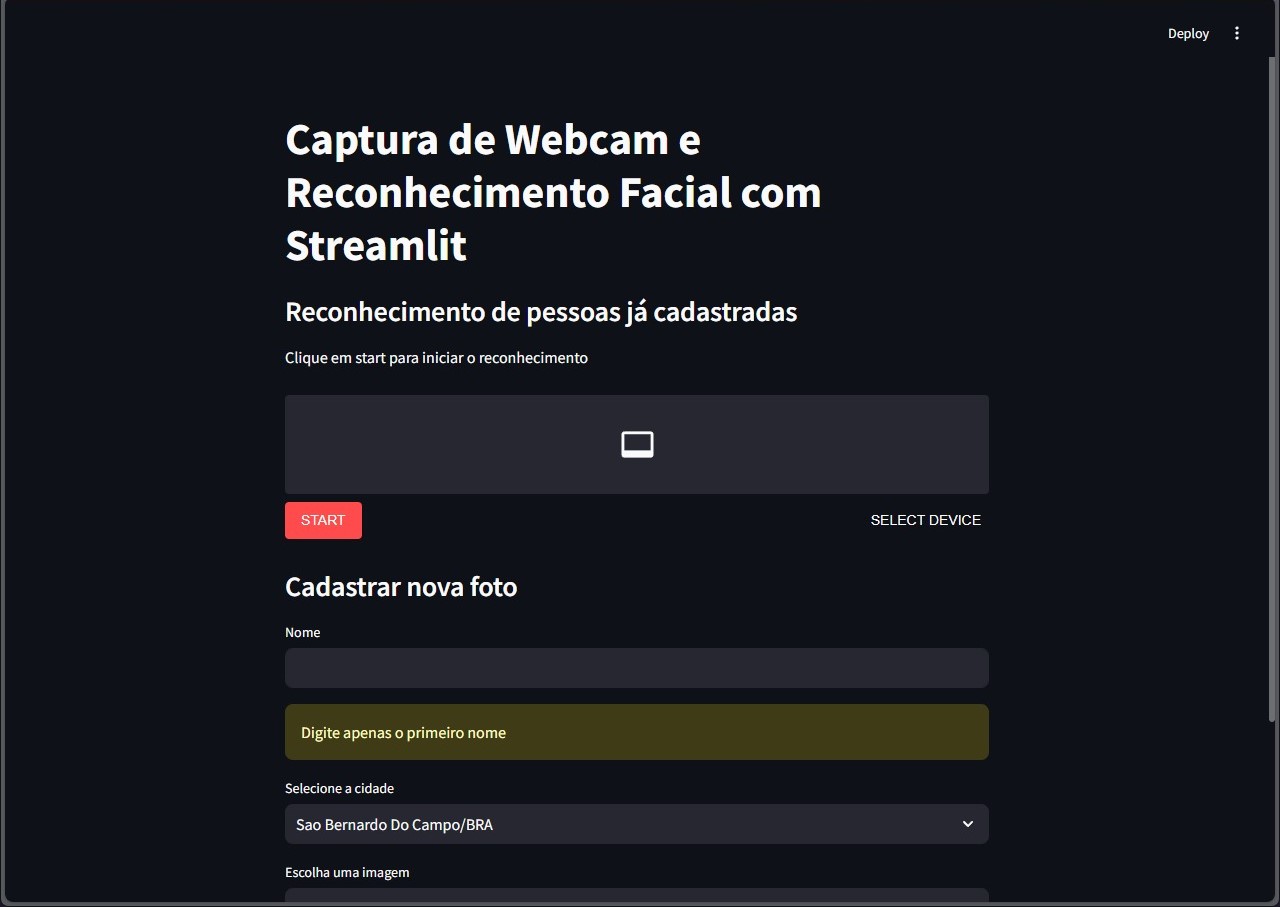 Deploy
Captura de Webcam e
Reconhecimento Facial com
Streamlit
Reconhecimento de pessoas já cadastradas
Clique em start para iniciar o reconhecimento
START
SELECT DEVICE
Cadastrar nova foto
Nome
Digite apenas o primeiro nome
Selecione a cidade
Sao Bernardo Do Campo/BRA
Escolha uma imagem